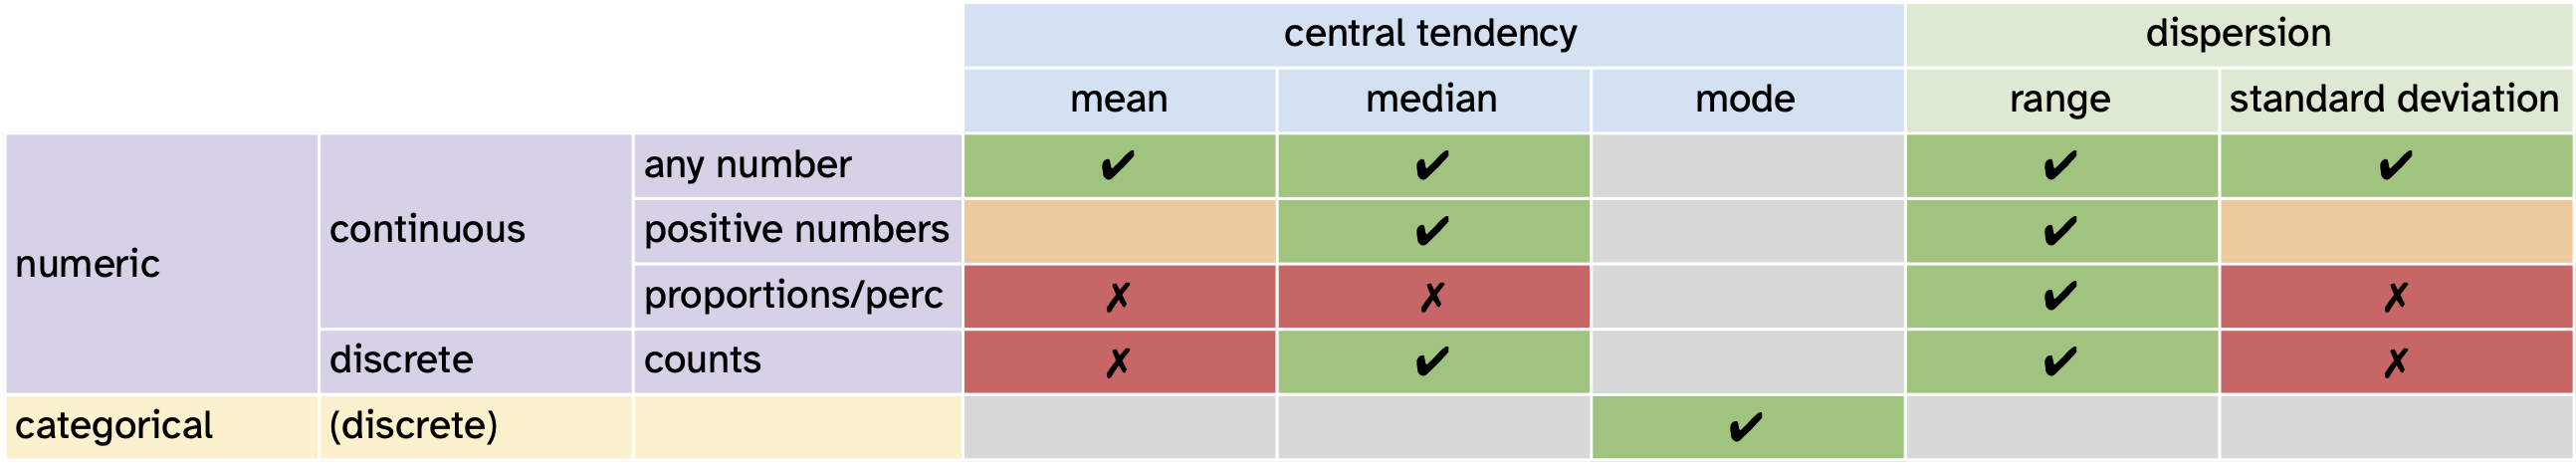 central tendency dispersion
mean median mode range standard deviation
numeric continuous any number ✔ ✔ ✔ ✔
positive numbers ✔ ✔
proportions/perc ✗ ✗ ✔ ✗
discrete counts ✗ ✔ ✔ ✗
categorical (discrete) ✔